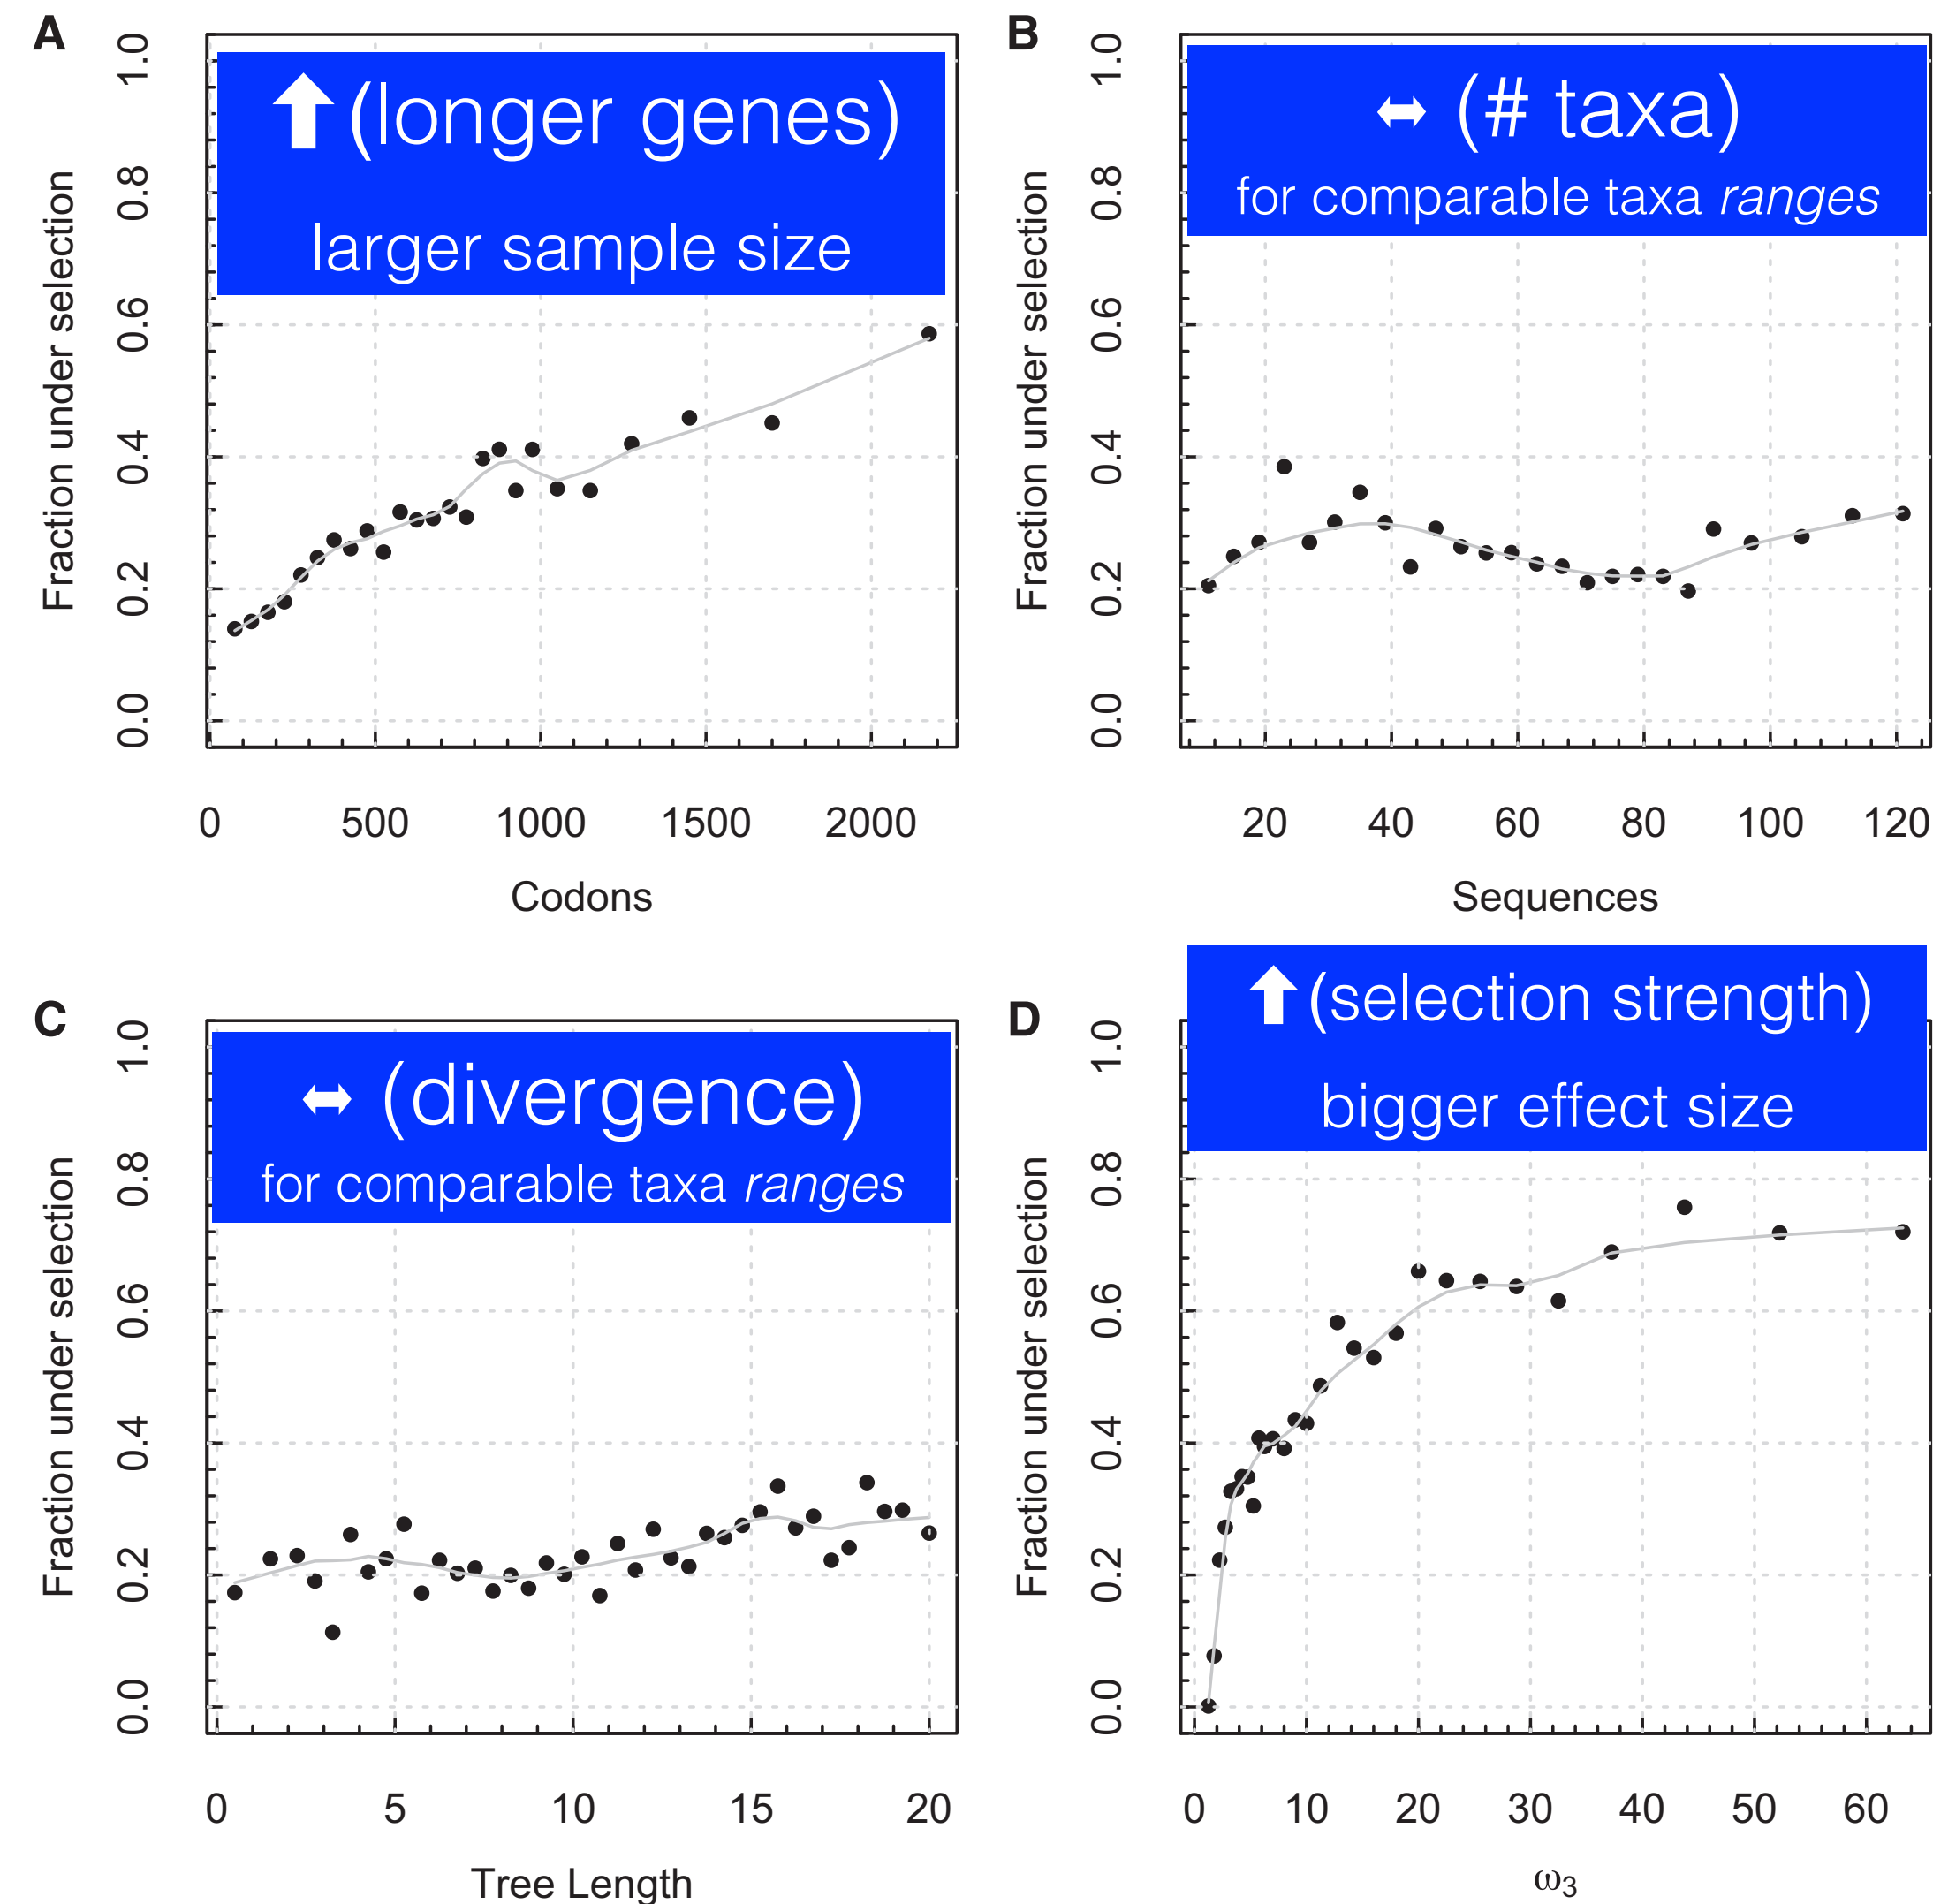 A
1.0
0.8
0.6
0.4
0.2
0.0
Fraction under selection
(longer genes)
larger sample size
0 500 1000 1500 2000
Codons
B
1.0
0.8
0.6
0.4
0.2
0.0
Fraction under selection
(# taxa)
for comparable taxa ranges
20 40 60 80 100 120
Sequences
C
1.0
0.8
0.6
0.4
0.2
0.0
Fraction under selection
(divergence)
for comparable taxa ranges
0 5 10 15 20
Tree Length
D
1.0
0.8
0.6
0.4
0.2
0.0
Fraction under selection
(selection strength)
bigger effect size
0 10 20 30 40 50 60
ω3